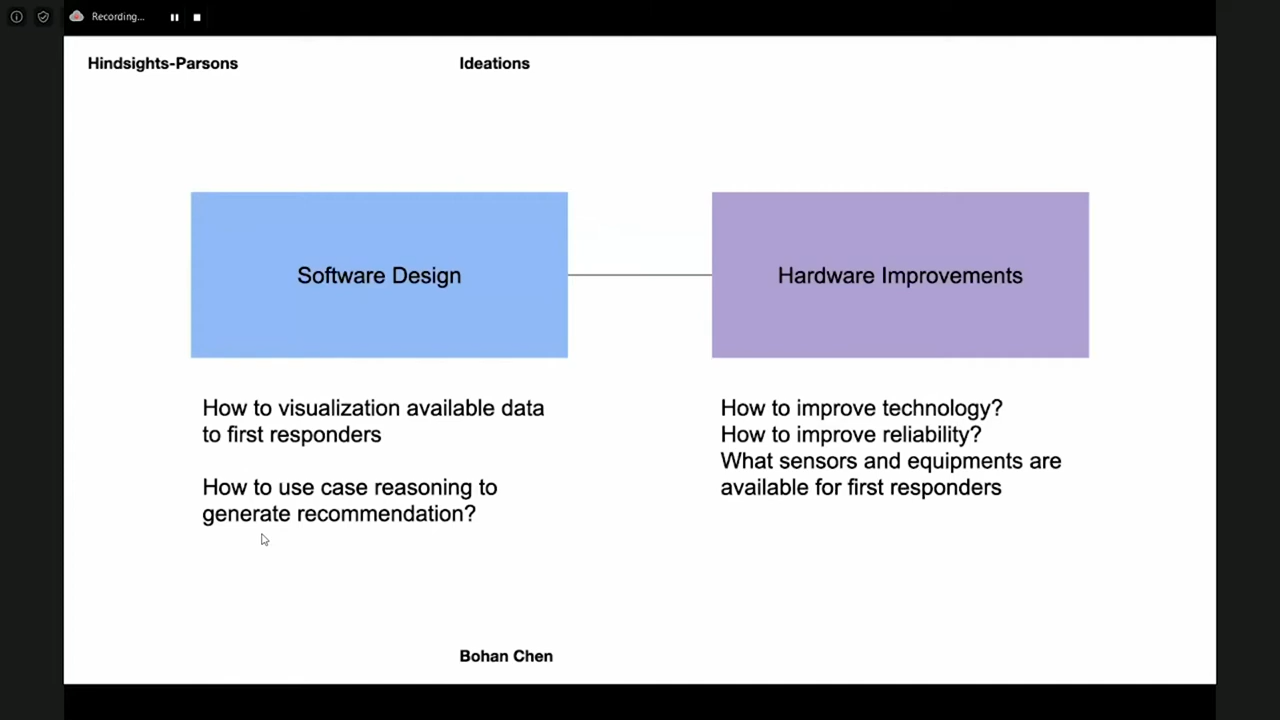 Recording...
Hindsights-Parsons
Ideations
Software Design
Hardware Improvements
How to visualization available data
to first responders
How to use case reasoning to
generate recommendation?
How to improve technology?
How to improve reliability?
What sensors and equipments are
available for first responders
Bohan Chen